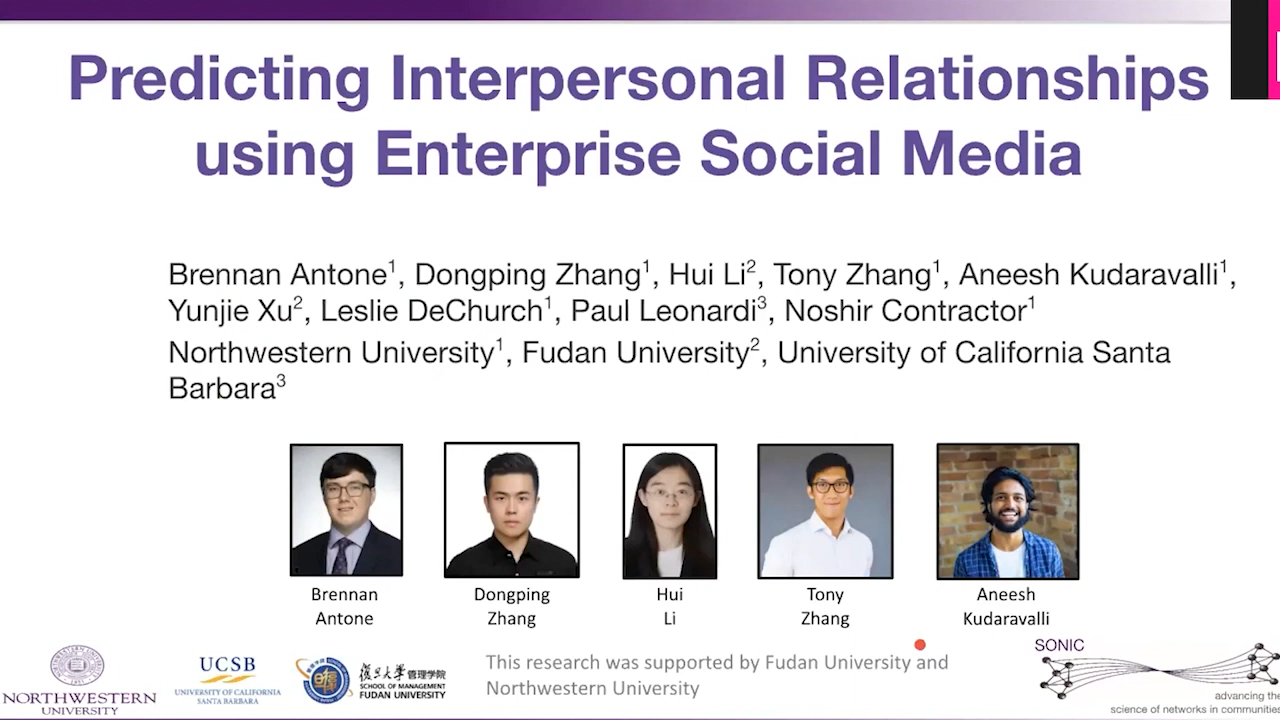 Predicting Interpersonal Relationships
using Enterprise Social Media
Brennan Antone1, Dongping Zhang1, Hui Li2, Tony Zhang1, Aneesh Kudaravalli1,
Yunjie Xu2, Leslie DeChurch1, Paul Leonardi3, Noshir Contractor1
Northwestern University1, Fudan University2, University of California Santa
Barbara3
Brennan
Antone
Dongping
Zhang
Hui
Li
Tony
Zhang
Aneesh
Kudaravalli
NORTHWESTERN
UNIVERSITY
UCSB
UNIVERSITY OF CALIFORNIA
SANTA BARBARA
復旦大學管理学院
SCHOOL OF MANAGEMENT
FUDAN UNIVERSITY
This research was supported by Fudan University and
Northwestern University
SONIC
advancing the
science of networks in communities